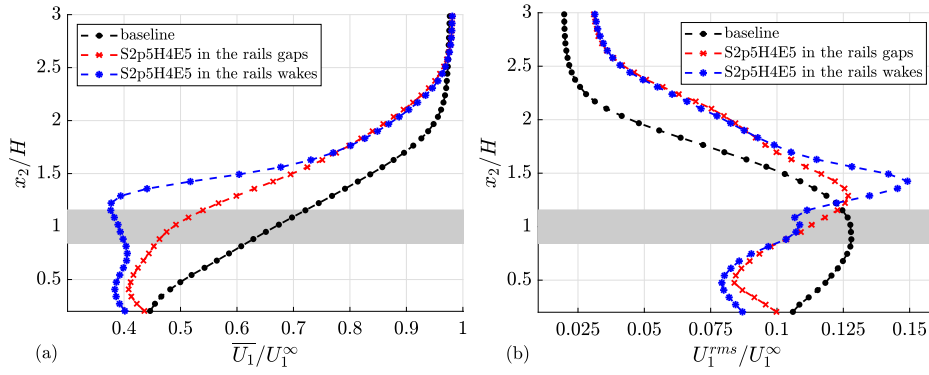 3
2.5
2
1.5
1
0.5
x₂/H
baseline
S2p5H4E5 in the rails gaps
S2p5H4E5 in the rails wakes
0.4 0.5 0.6 0.7 0.8 0.9 1
(a) U̅₁/U₁^∞
3
2.5
2
1.5
1
0.5
x₂/H
baseline
S2p5H4E5 in the rails gaps
S2p5H4E5 in the rails wakes
0.025 0.05 0.075 0.1 0.125 0.15
(b) U₁^rms/U₁^∞